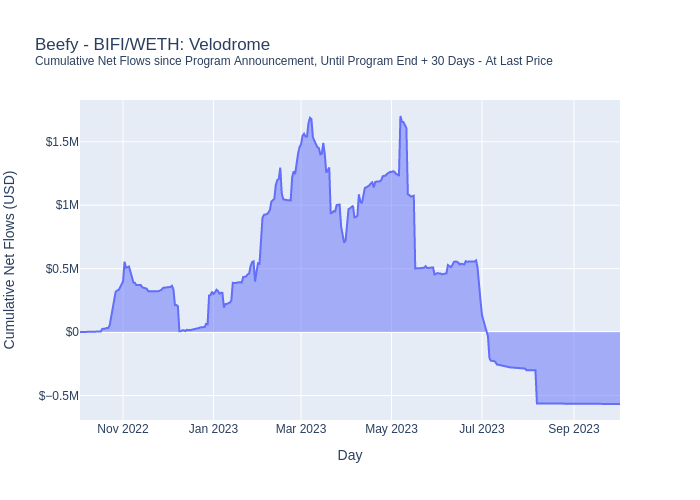 Beefy - BIFI/WETH: Velodrome
Cumulative Net Flows since Program Announcement, Until Program End + 30 Days - At Last Price
Cumulative Net Flows (USD)
$1.5M
$1M
$0.5M
$0
$−0.5M
Nov 2022
Jan 2023
Mar 2023
May 2023
Jul 2023
Sep 2023
Day